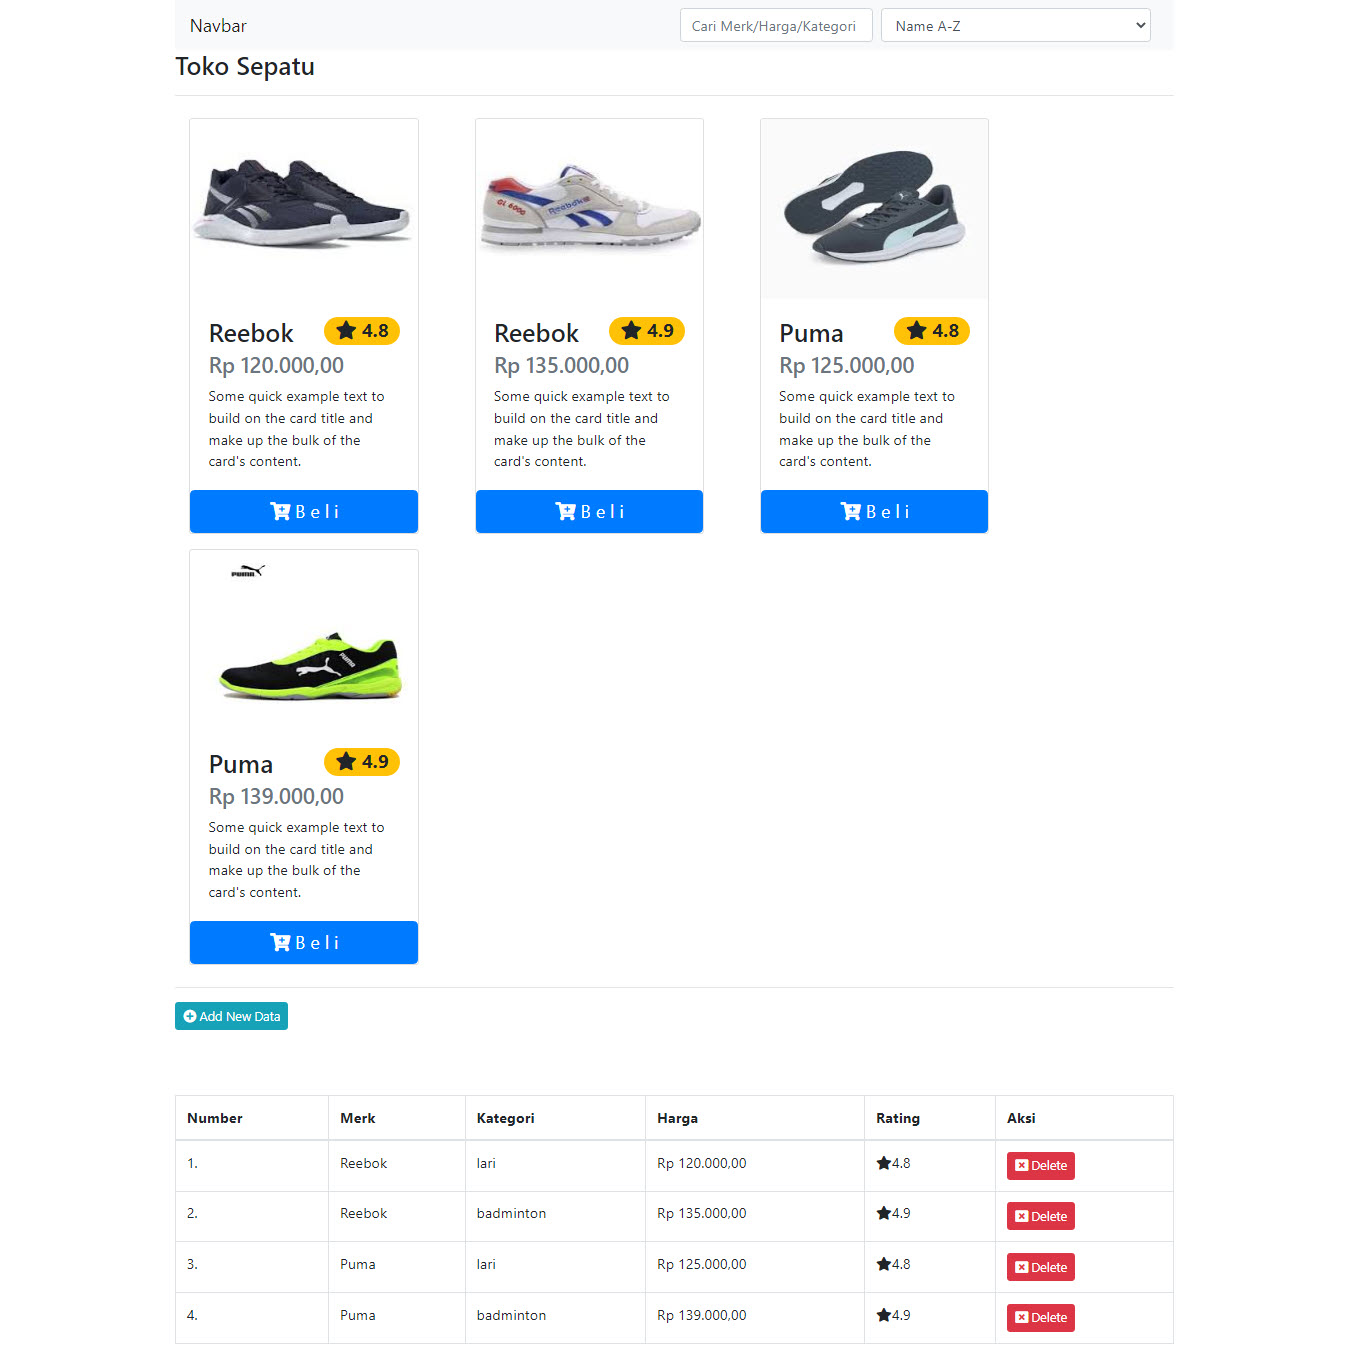 Navbar
Cari Merk/Harga/Kategori
Name A-Z
Toko Sepatu
GL 6000
Reebok
Reebok
4.8
Rp 120.000,00
Some quick example text to
build on the card title and
make up the bulk of the
card's content.
Beli
Reebok
4.9
Rp 135.000,00
Some quick example text to
build on the card title and
make up the bulk of the
card's content.
Beli
Puma
4.8
Rp 125.000,00
Some quick example text to
build on the card title and
make up the bulk of the
card's content.
Beli
PUMA
PUMA
Puma
4.9
Rp 139.000,00
Some quick example text to
build on the card title and
make up the bulk of the
card's content.
Beli
Add New Data
Number Merk Kategori Harga Rating Aksi
1. Reebok lari Rp 120.000,00 4.8 Delete
2. Reebok badminton Rp 135.000,00 4.9 Delete
3. Puma lari Rp 125.000,00 4.8 Delete
4. Puma badminton Rp 139.000,00 4.9 Delete